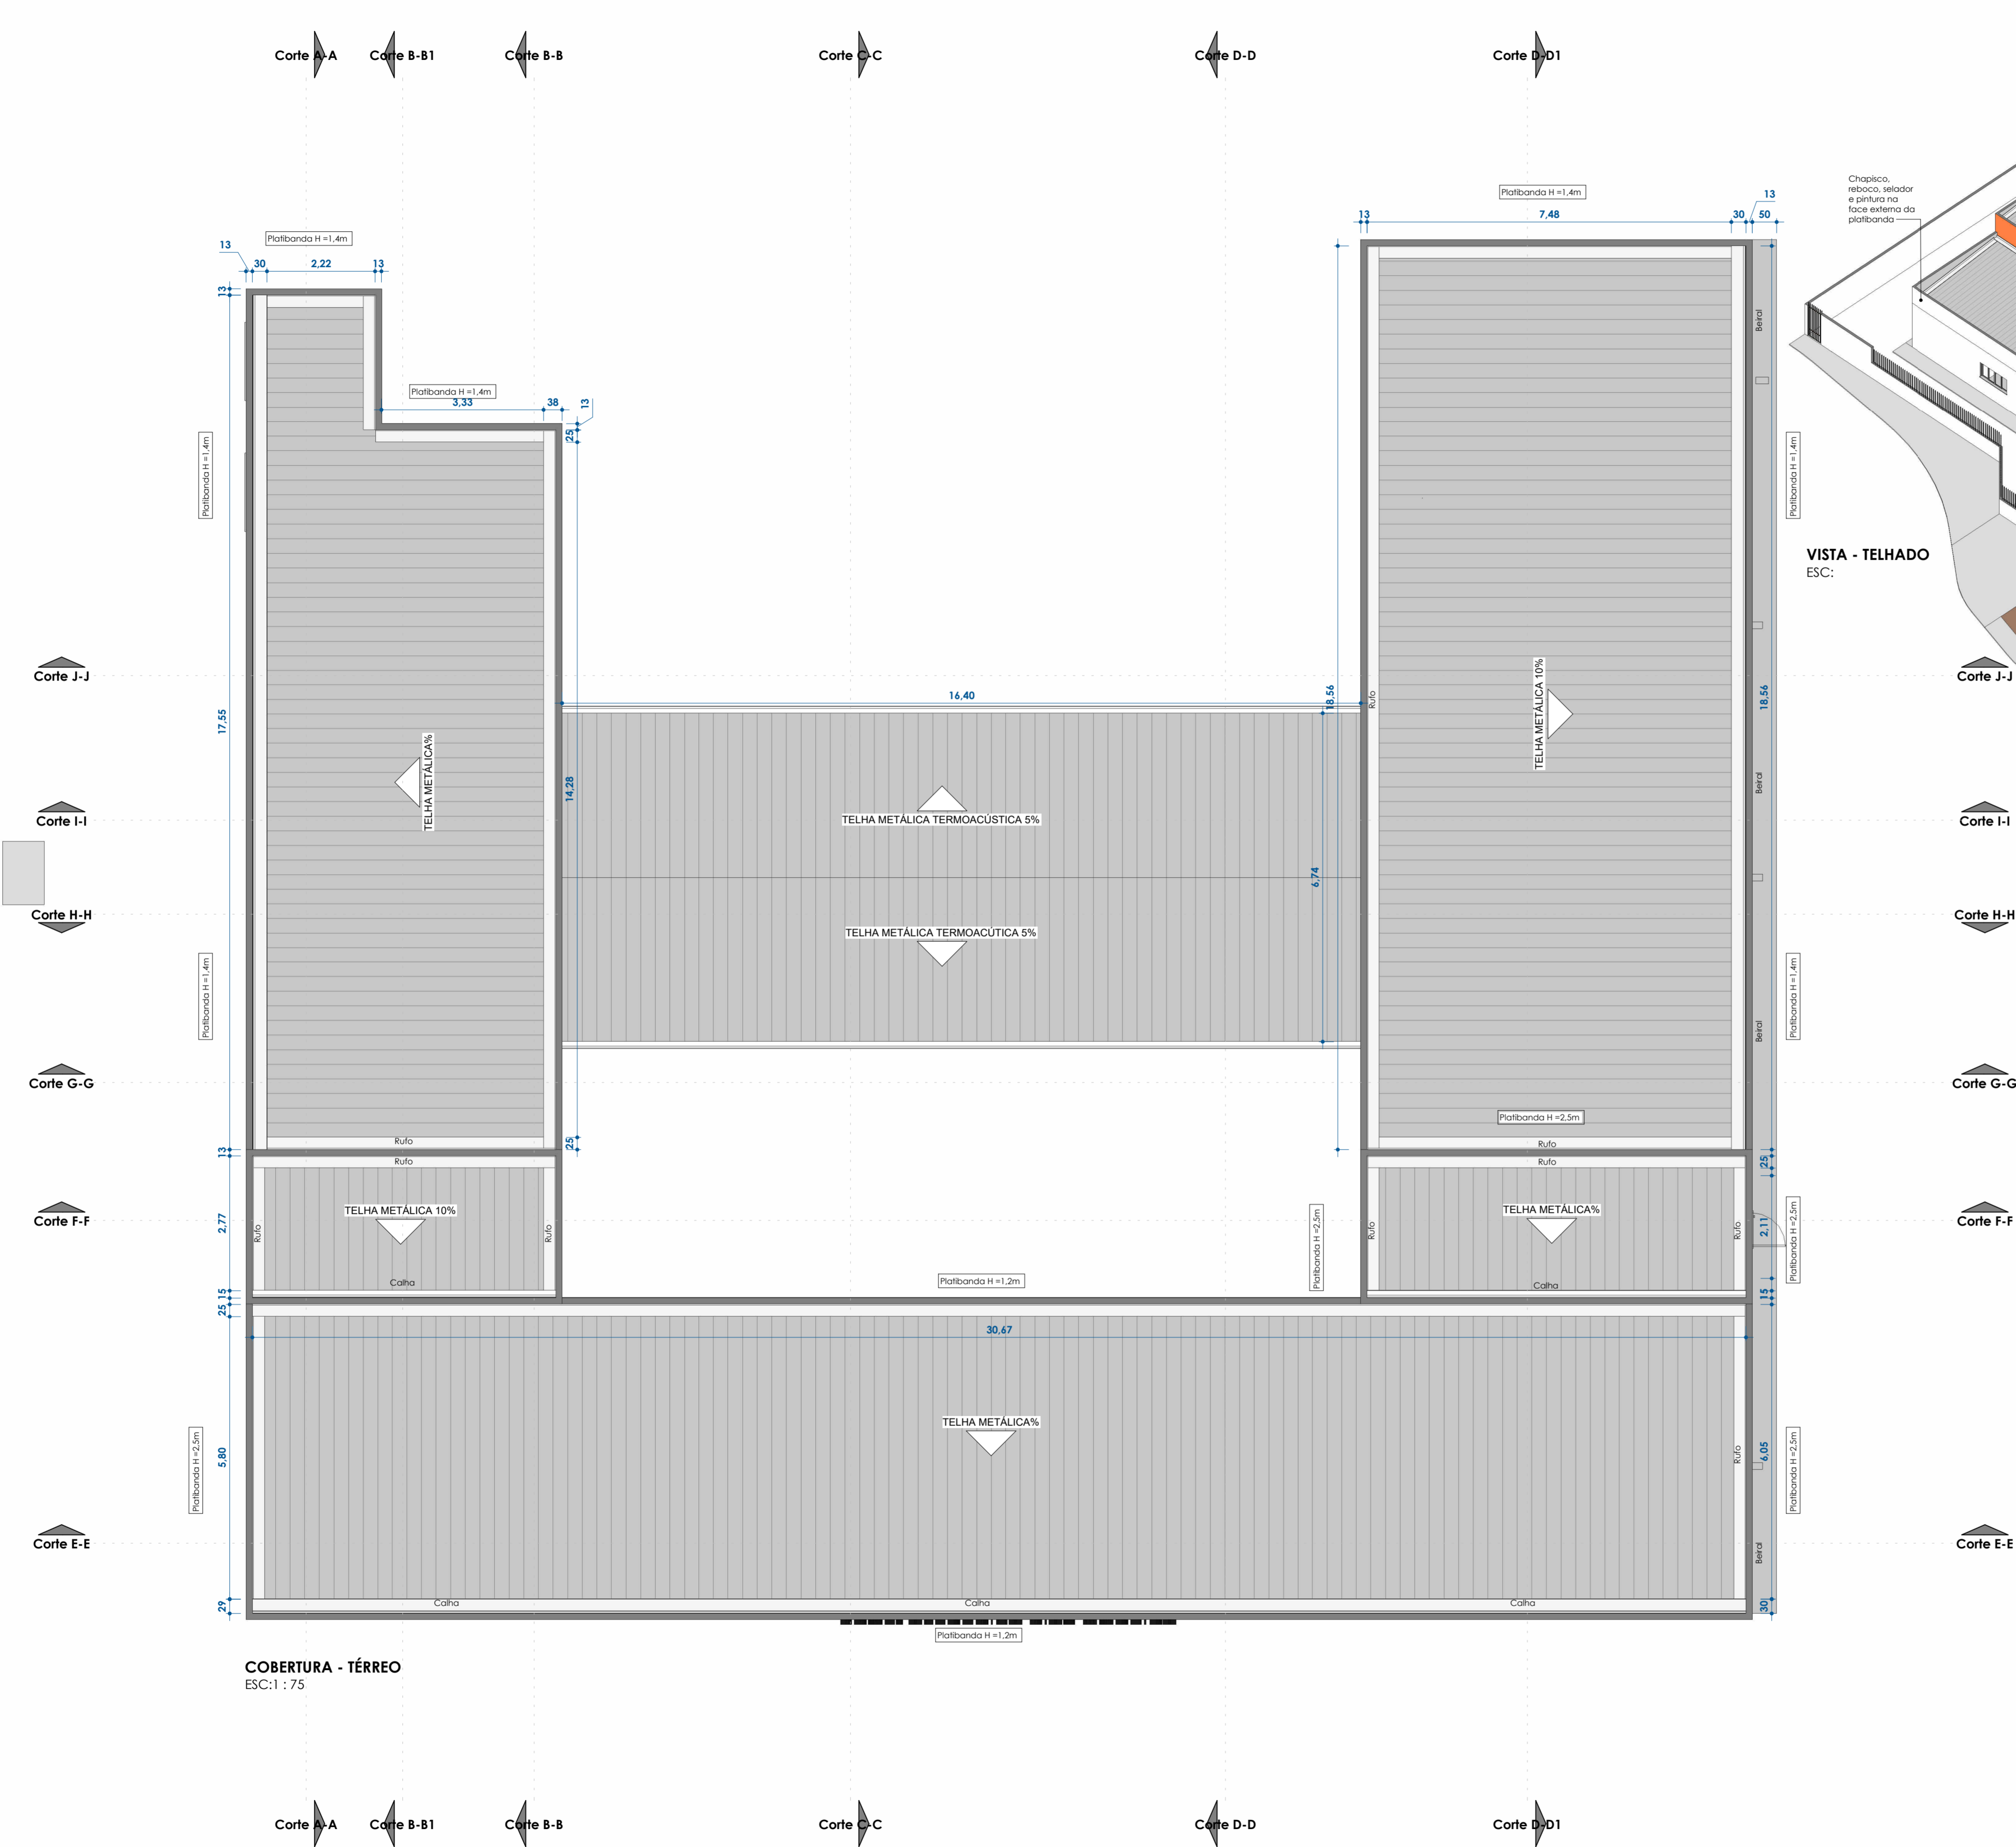 Corte A-A
Corte B-B1
Corte B-B
Corte C-C
Corte D-D
Corte D-D1
Platibanda H =1,4m
13
7,48
30
13
50
Chapisco,
reboco, selador
e pintura na
face externa da
platibanda
Platibanda H =1,4m
13
30
2,22
13
13
Platibanda H =1,4m
3,33
38
13
25
Beiral
Platibanda H =1,4m
Platibanda H =1,4m
VISTA - TELHADO
ESC:
Corte J-J
Corte J-J
17,55
16,40
18,56
Rufo
TELHA METÁLICA 10%
18,56
TELHA METÁLICA%
14,28
Beiral
TELHA METÁLICA TERMOACÚSTICA 5%
Corte I-I
Corte I-I
6,74
Corte H-H
Corte H-H
TELHA METÁLICA TERMOACÚTICA 5%
Platibanda H =1,4m
Platibanda H =1,4m
Beiral
Corte G-G
Corte G-G
Platibanda H =2,5m
Rufo
25
Rufo
13
Rufo
Rufo
25
TELHA METÁLICA 10%
TELHA METÁLICA%
Corte F-F
Corte F-F
2,77
Rufo
Rufo
Platibanda H =2,5m
Rufo
Rufo
2,11
Platibanda H =2,5m
Calha
Platibanda H =1,2m
Calha
15
15
25
30,67
TELHA METÁLICA%
Platibanda H =2,5m
5,80
Rufo
6,05
Platibanda H =2,5m
Corte E-E
Corte E-E
Beiral
29
Calha
Calha
Calha
30
Platibanda H =1,2m
COBERTURA - TÉRREO
ESC:1 : 75
Corte A-A
Corte B-B1
Corte B-B
Corte C-C
Corte D-D
Corte D-D1